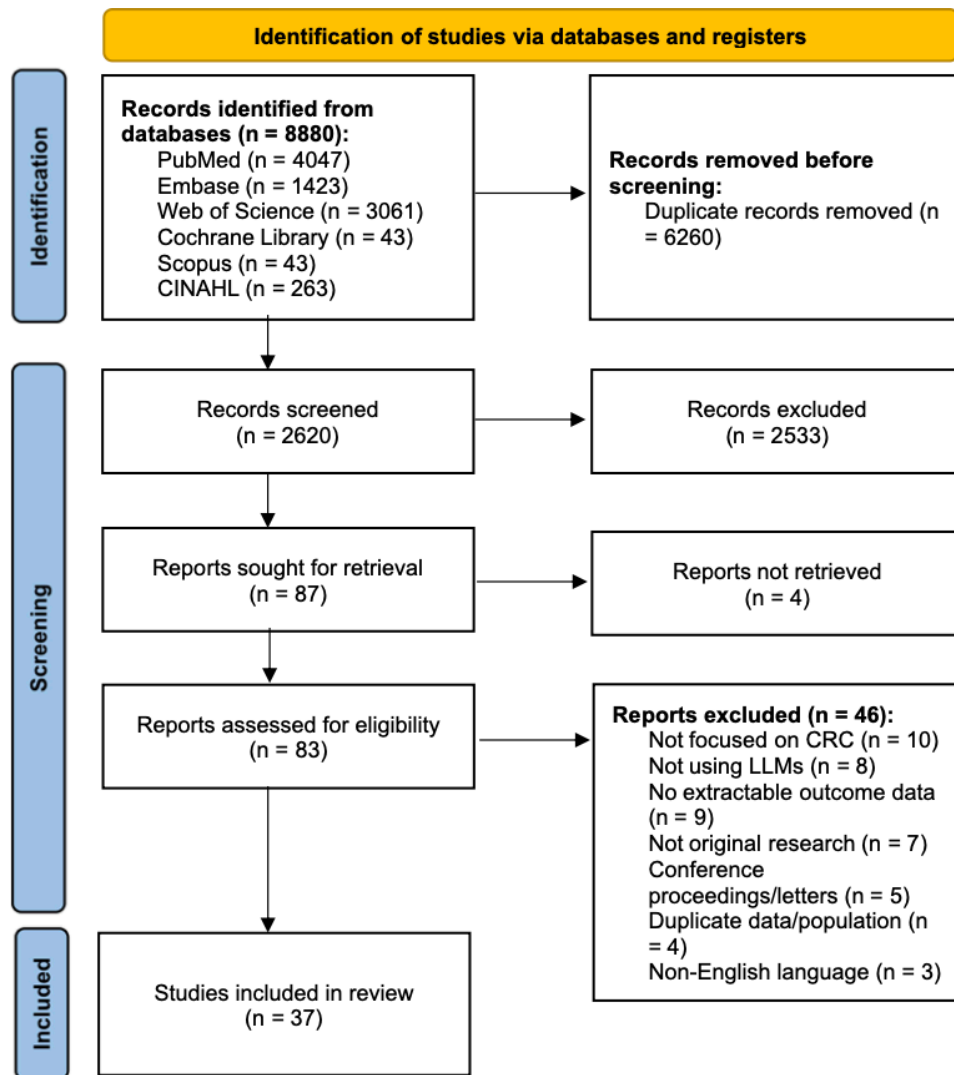 Identification of studies via databases and registers
Identification
Records identified from
databases (n = 8880):
PubMed (n = 4047)
Embase (n = 1423)
Web of Science (n = 3061)
Cochrane Library (n = 43)
Scopus (n = 43)
CINAHL (n = 263)
Records removed before
screening:
Duplicate records removed (n
= 6260)
Screening
Records screened
(n = 2620)
Records excluded
(n = 2533)
Reports sought for retrieval
(n = 87)
Reports not retrieved
(n = 4)
Reports assessed for eligibility
(n = 83)
Reports excluded (n = 46):
Not focused on CRC (n = 10)
Not using LLMs (n = 8)
No extractable outcome data
(n = 9)
Not original research (n = 7)
Conference
proceedings/letters (n = 5)
Duplicate data/population (n
= 4)
Non-English language (n = 3)
Included
Studies included in review
(n = 37)